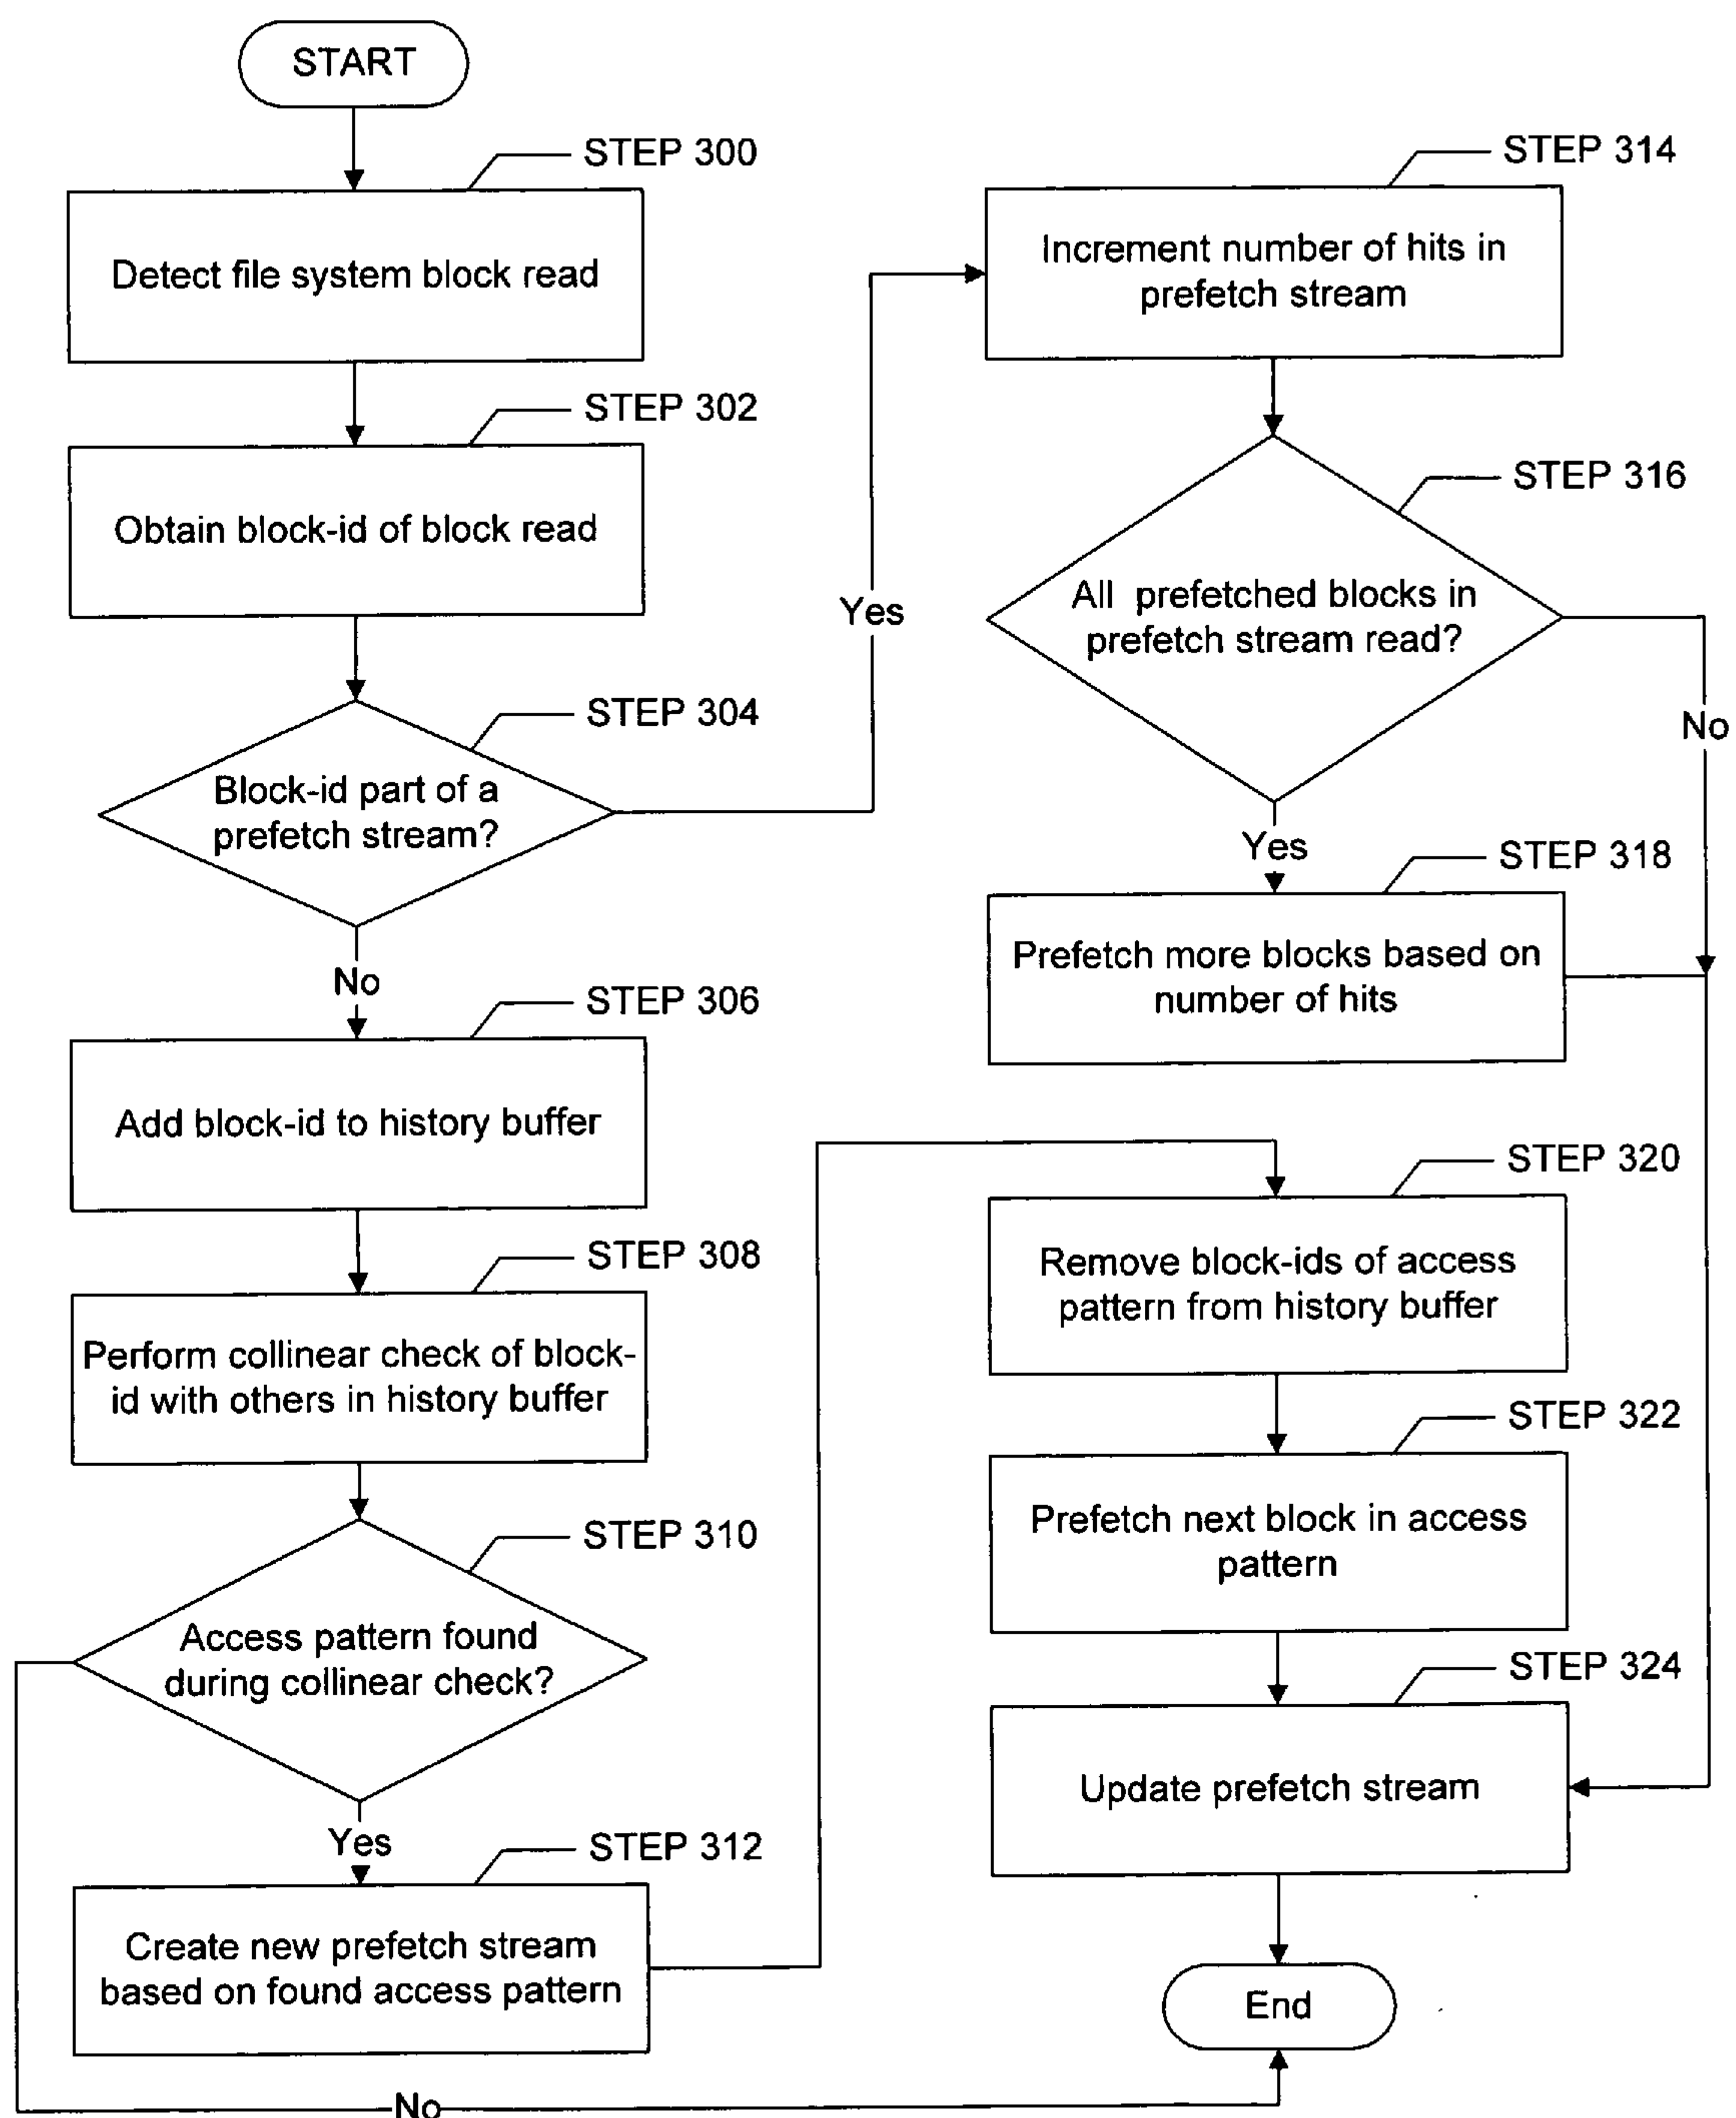 START
STEP 300
Detect file system block read
STEP 302
Obtain block-id of block read
STEP 304
Block-id part of a
prefetch stream?
Yes
No
STEP 306
Add block-id to history buffer
STEP 308
Perform collinear check of block-
id with others in history buffer
STEP 310
Access pattern found
during collinear check?
Yes
STEP 312
Create new prefetch stream
based on found access pattern
No
STEP 314
Increment number of hits in
prefetch stream
STEP 316
All prefetched blocks in
prefetch stream read?
No
Yes
STEP 318
Prefetch more blocks based on
number of hits
STEP 320
Remove block-ids of access
pattern from history buffer
STEP 322
Prefetch next block in access
pattern
STEP 324
Update prefetch stream
End